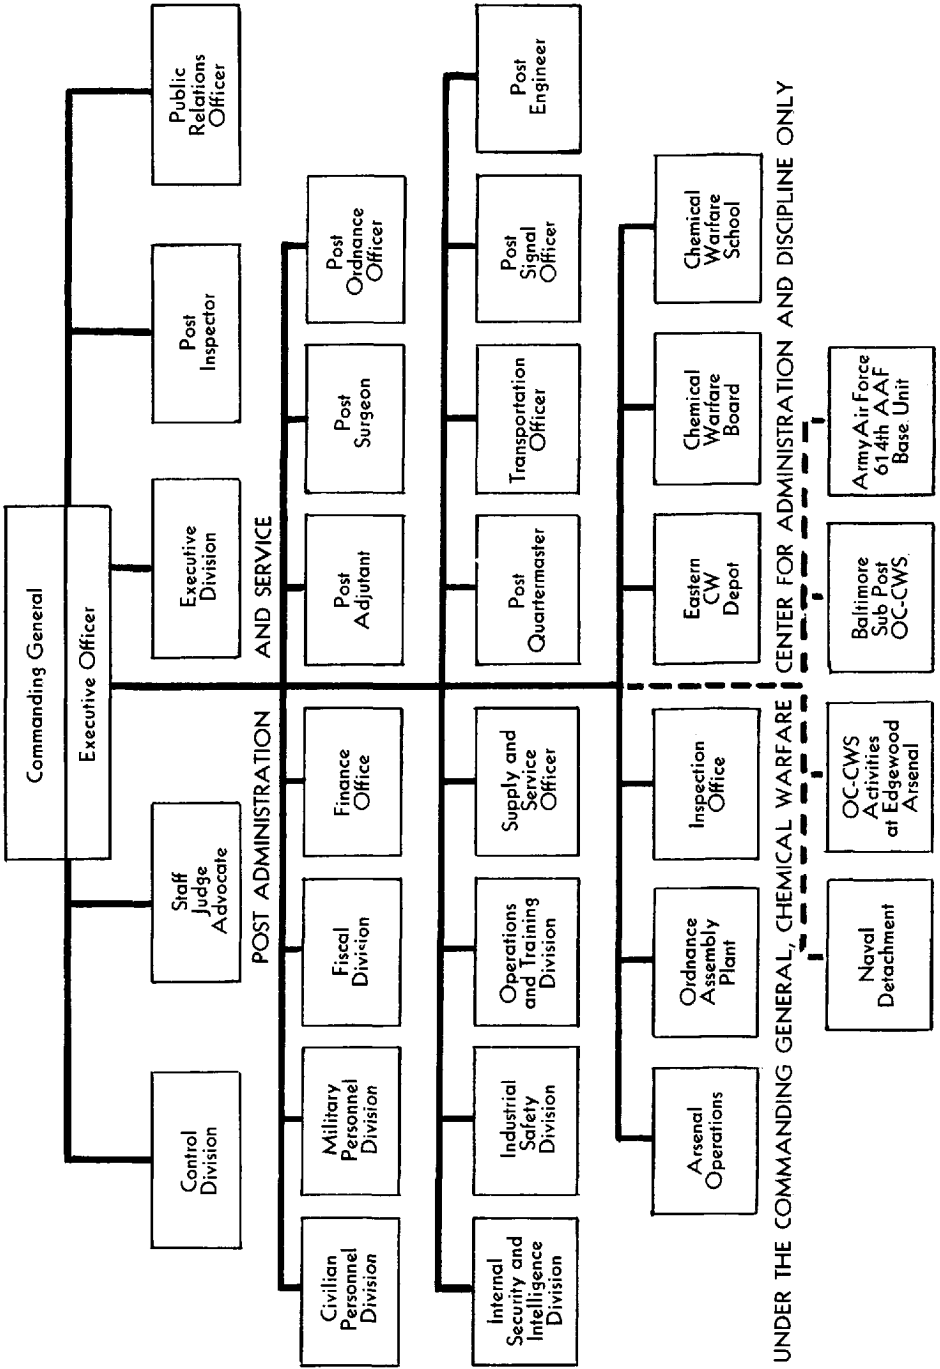 Commanding General
Executive Officer
Control
Division
Staff
Judge
Advocate
Executive
Division
Post
Inspector
Public
Relations
Officer
POST ADMINISTRATION AND SERVICE
Civilian
Personnel
Division
Military
Personnel
Division
Fiscal
Division
Finance
Office
Post
Adjutant
Post
Surgeon
Post
Ordnance
Officer
Internal
Security and
Intelligence
Division
Industrial
Safety
Division
Operations
and Training
Division
Supply and
Service
Officer
Post
Quartermaster
Transportation
Officer
Post
Signal
Officer
Post
Engineer
Arsenal
Operations
Ordnance
Assembly
Plant
Inspection
Office
Eastern
CW
Depot
Chemical
Warfare
Board
Chemical
Warfare
School
UNDER THE COMMANDING GENERAL, CHEMICAL WARFARE CENTER FOR ADMINISTRATION AND DISCIPLINE ONLY
Naval
Detachment
OC-CWS
Activities
at Edgewood
Arsenal
Baltimore
Sub Post
OC-CWS
Army Air Force
614th AAF
Base. Unit